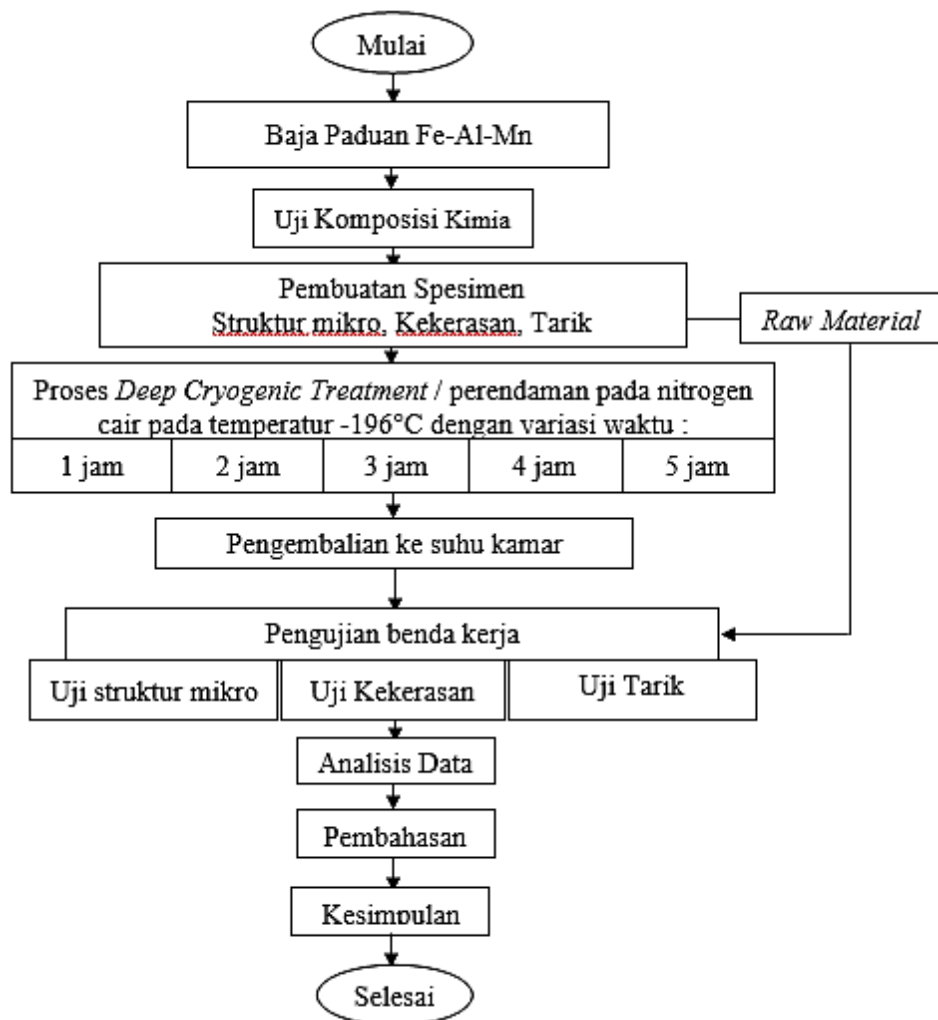 Mulai
Baja Paduan Fe-Al-Mn
Uji Komposisi Kimia
Pembuatan Spesimen
Struktur mikro, Kekerasan, Tarik
Raw Material
Proses Deep Cryogenic Treatment / perendaman pada nitrogen
cair pada temperatur -196°C dengan variasi waktu :
1 jam
2 jam
3 jam
4 jam
5 jam
Pengembalian ke suhu kamar
Pengujian benda kerja
Uji struktur mikro
Uji Kekerasan
Uji Tarik
Analisis Data
Pembahasan
Kesimpulan
Selesai